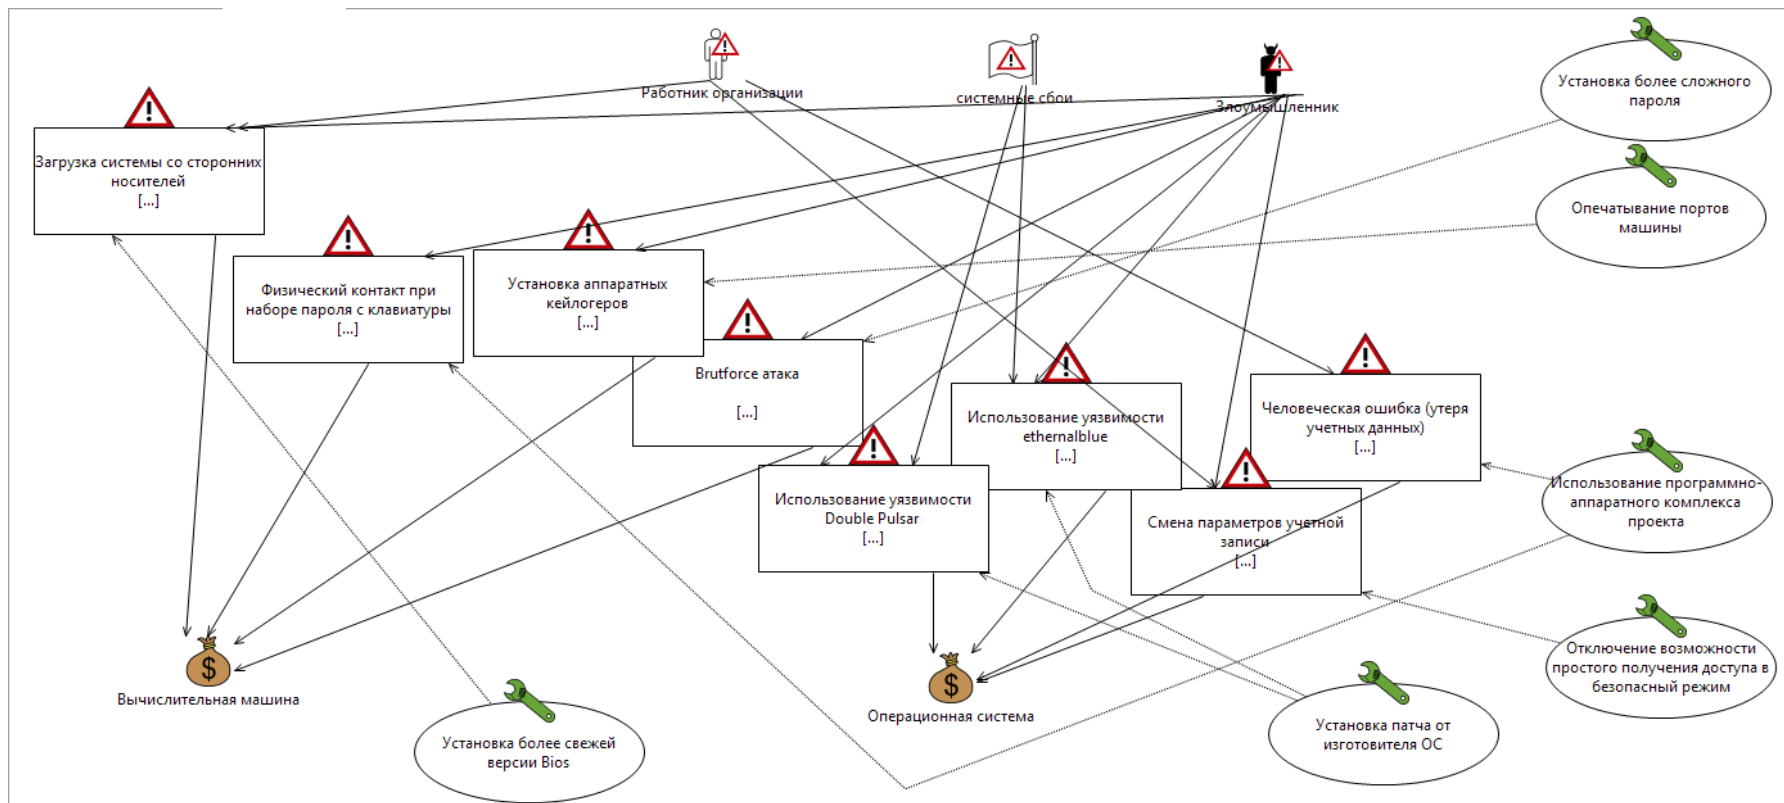 Работник организации
системные сбои
Злоумышленник
Установка более сложного
пароля
Загрузка системы со сторонних
носителей
[...]
Опечатывание портов
машины
Физический контакт при
наборе пароля с клавиатуры
[...]
Установка аппаратных
кейлогеров
[...]
Brutforce атака
[...]
Использование уязвимости
ethernalblue
[...]
Человеческая ошибка (утеря
учетных данных)
[...]
Использование уязвимости
Double Pulsar
[...]
Смена параметров учетной
записи
[...]
Использование программно-
аппаратного комплекса
проекта
Отключение возможности
простого получения доступа в
безопасный режим
Вычислительная машина
Операционная система
Установка более свежей
версии Bios
Установка патча от
изготовителя ОС
$
$